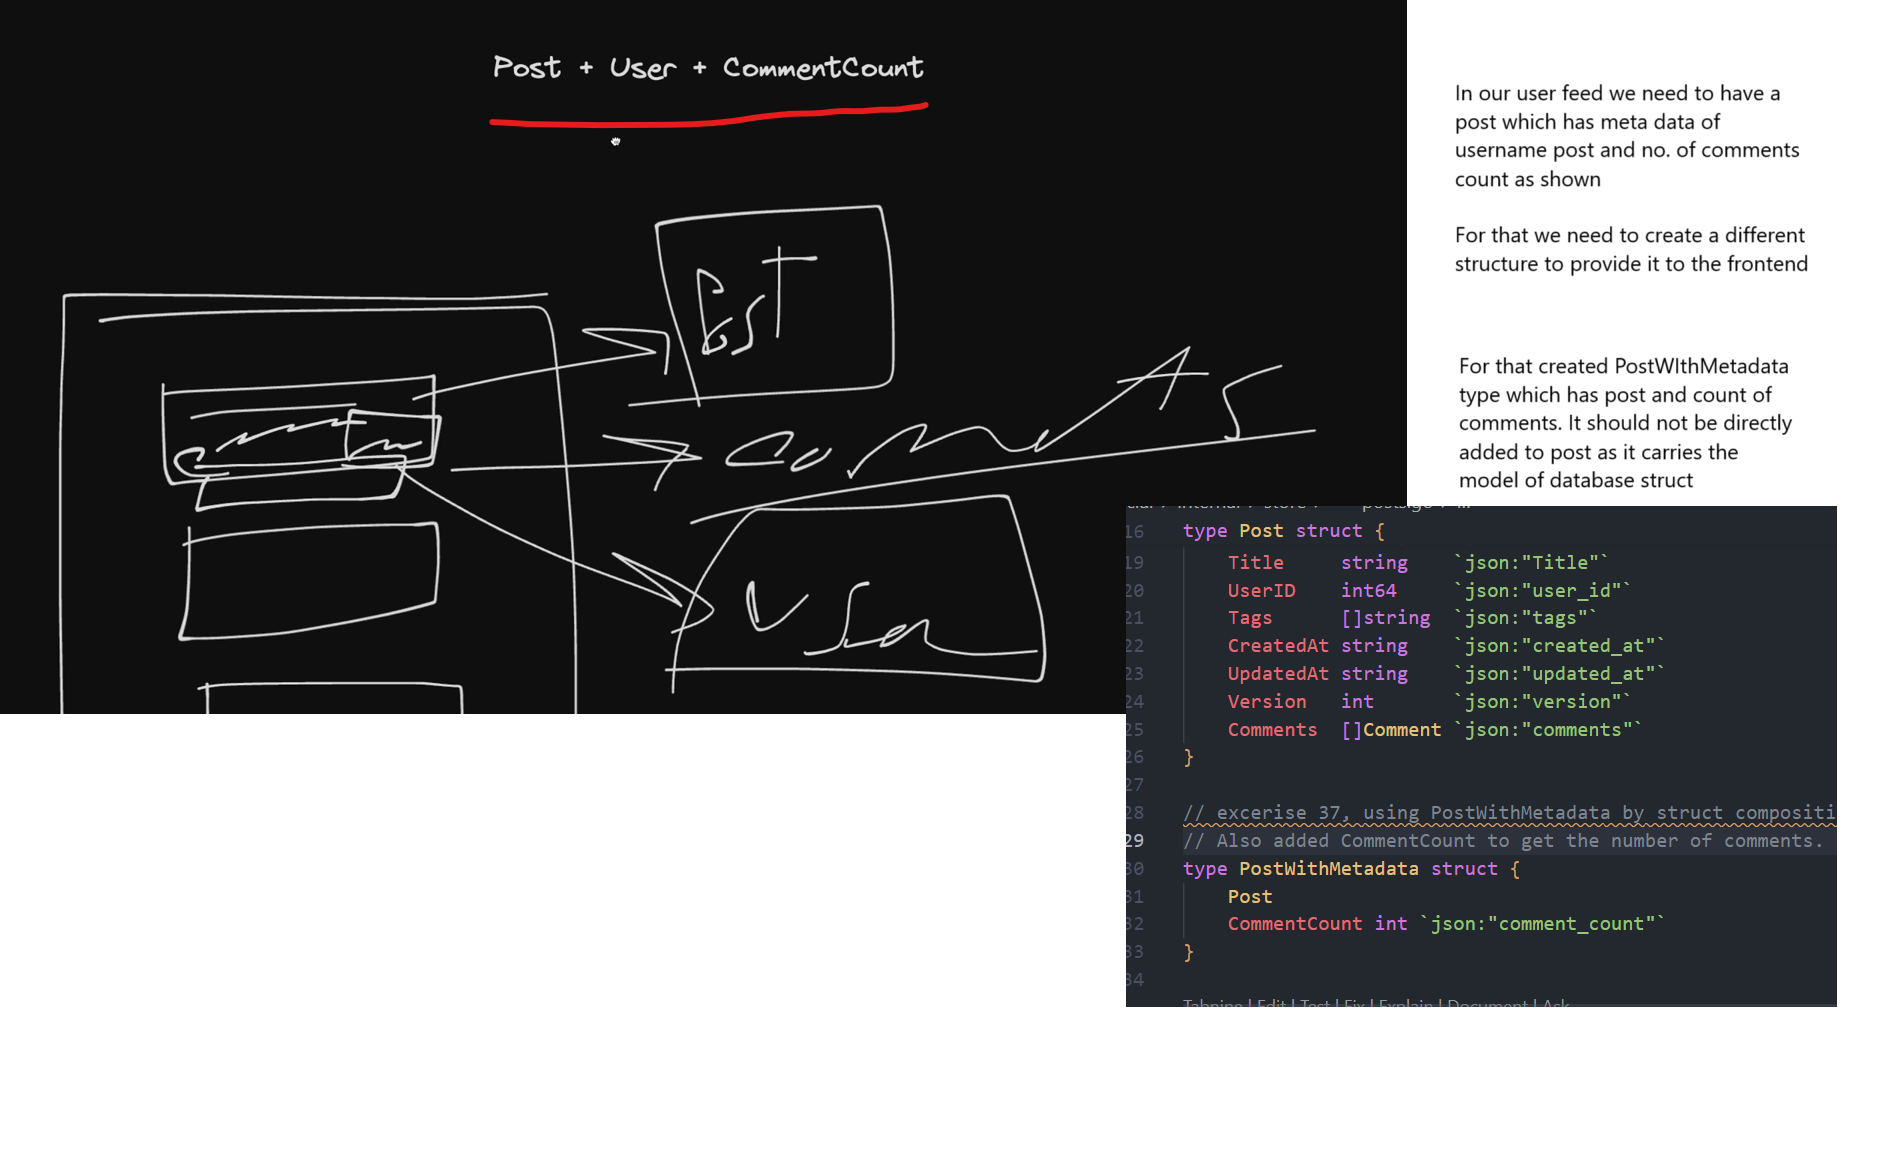 Post + User + CommentCount
In our user feed we need to have a
post which has meta data of
username post and no. of comments
count as shown
For that we need to create a different
structure to provide it to the frontend
For that created PostWIthMetadata
type which has post and count of
comments. It should not be directly
added to post as it carries the
model of database struct
Post
User
16 type Post struct {
19 Title string `json:"Title"`
20 UserID int64 `json:"user_id"`
21 Tags []string `json:"tags"`
22 CreatedAt string `json:"created_at"`
23 UpdatedAt string `json:"updated_at"`
24 Version int `json:"version"`
25 Comments []Comment `json:"comments"`
26 }
27
28 // excerise 37, using PostWithMetadata by struct compositi
29 // Also added CommentCount to get the number of comments.
30 type PostWithMetadata struct {
31 Post
32 CommentCount int `json:"comment_count"`
33 }
34
Tabnine | Edit | Test | Fix | Explain | Document | Ask